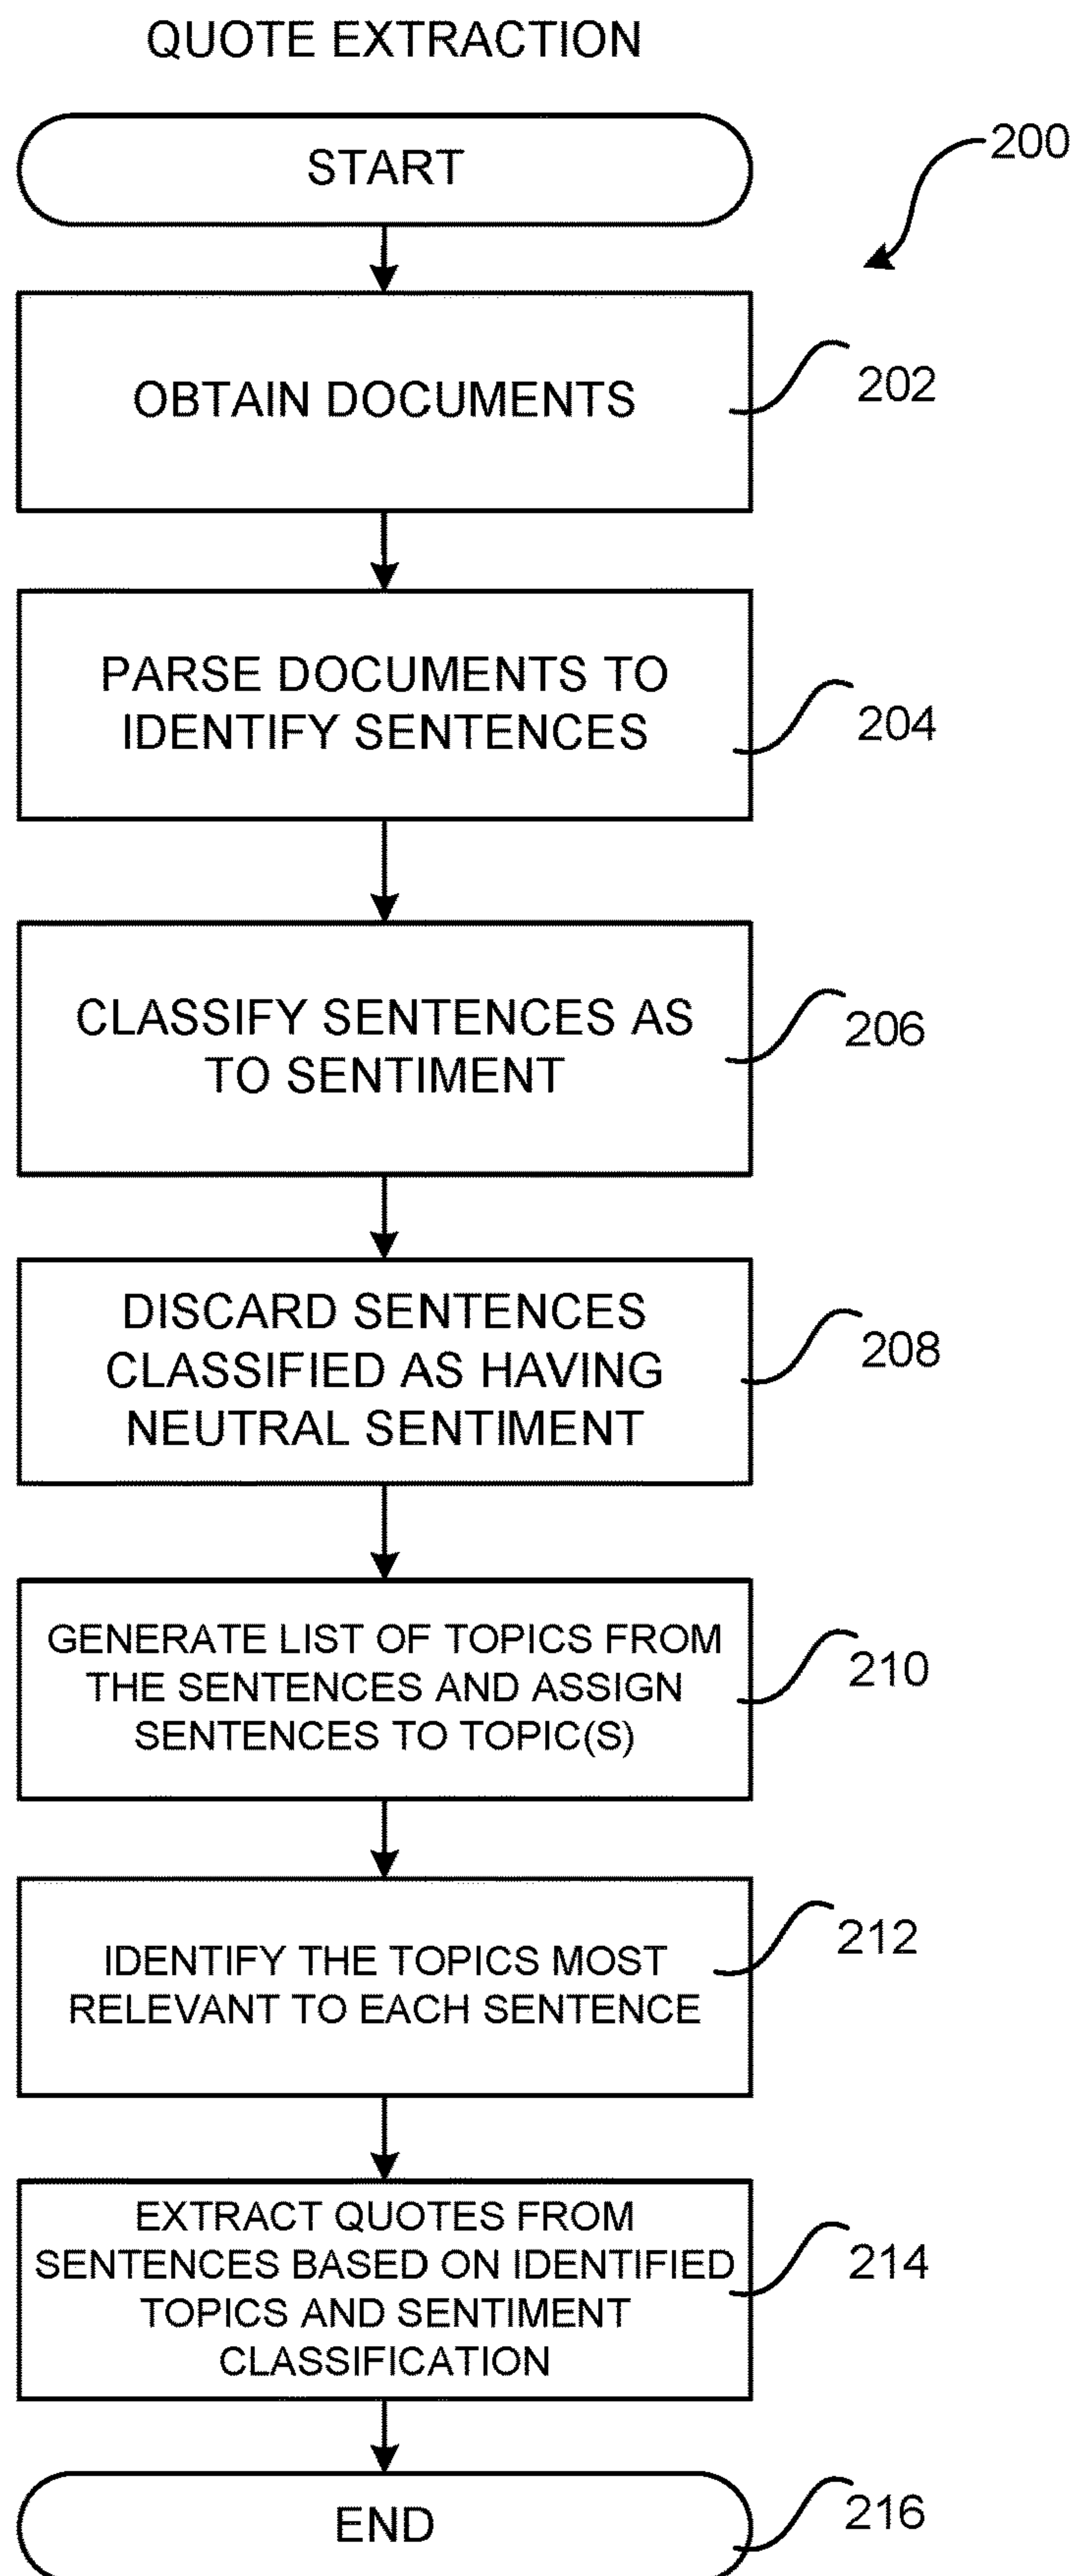 QUOTE EXTRACTION
START
200
OBTAIN DOCUMENTS
202
PARSE DOCUMENTS TO
IDENTIFY SENTENCES
204
CLASSIFY SENTENCES AS
TO SENTIMENT
206
DISCARD SENTENCES
CLASSIFIED AS HAVING
NEUTRAL SENTIMENT
208
GENERATE LIST OF TOPICS FROM
THE SENTENCES AND ASSIGN
SENTENCES TO TOPIC(S)
210
IDENTIFY THE TOPICS MOST
RELEVANT TO EACH SENTENCE
212
EXTRACT QUOTES FROM
SENTENCES BASED ON IDENTIFIED
TOPICS AND SENTIMENT
CLASSIFICATION
214
END
216